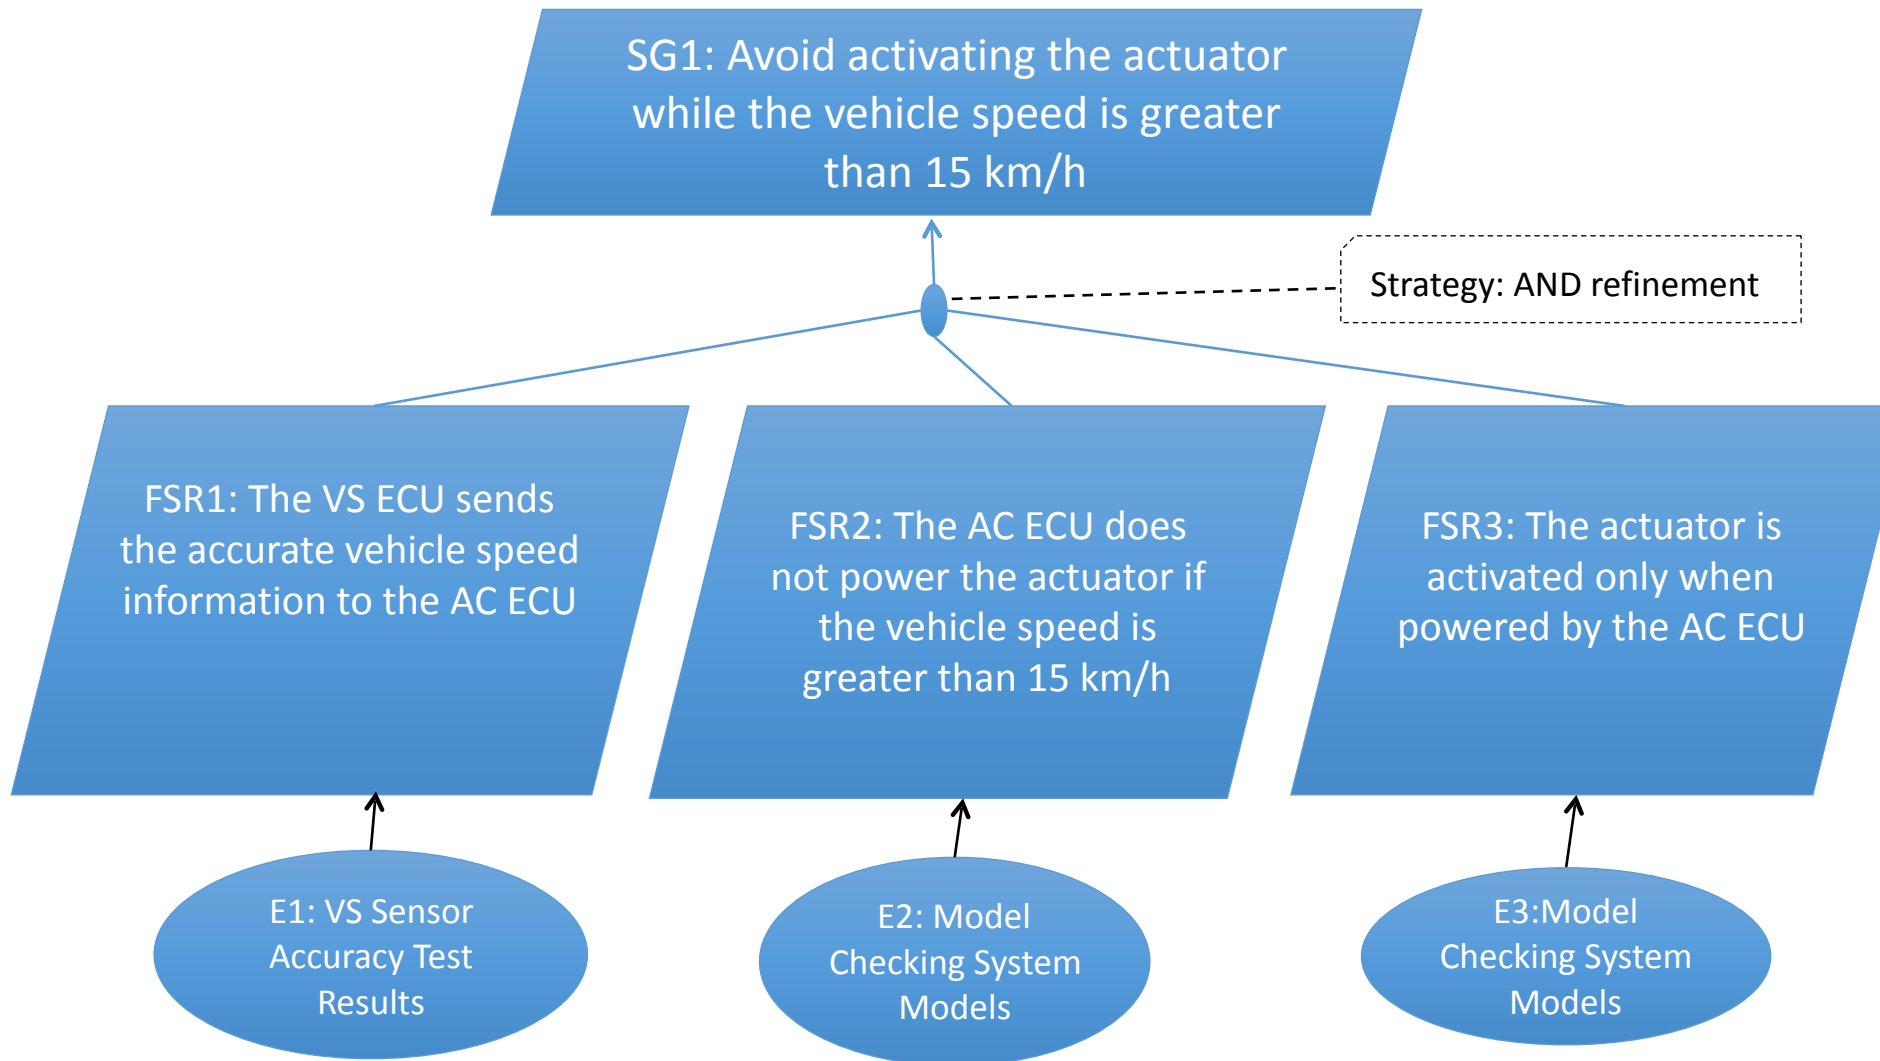 SG1: Avoid activating the actuator
while the vehicle speed is greater
than 15 km/h
Strategy: AND refinement
FSR1: The VS ECU sends
the accurate vehicle speed
information to the AC ECU
FSR2: The AC ECU does
not power the actuator if
the vehicle speed is
greater than 15 km/h
FSR3: The actuator is
activated only when
powered by the AC ECU
E1: VS Sensor
Accuracy Test
Results
E2: Model
Checking System
Models
E3:Model
Checking System
Models